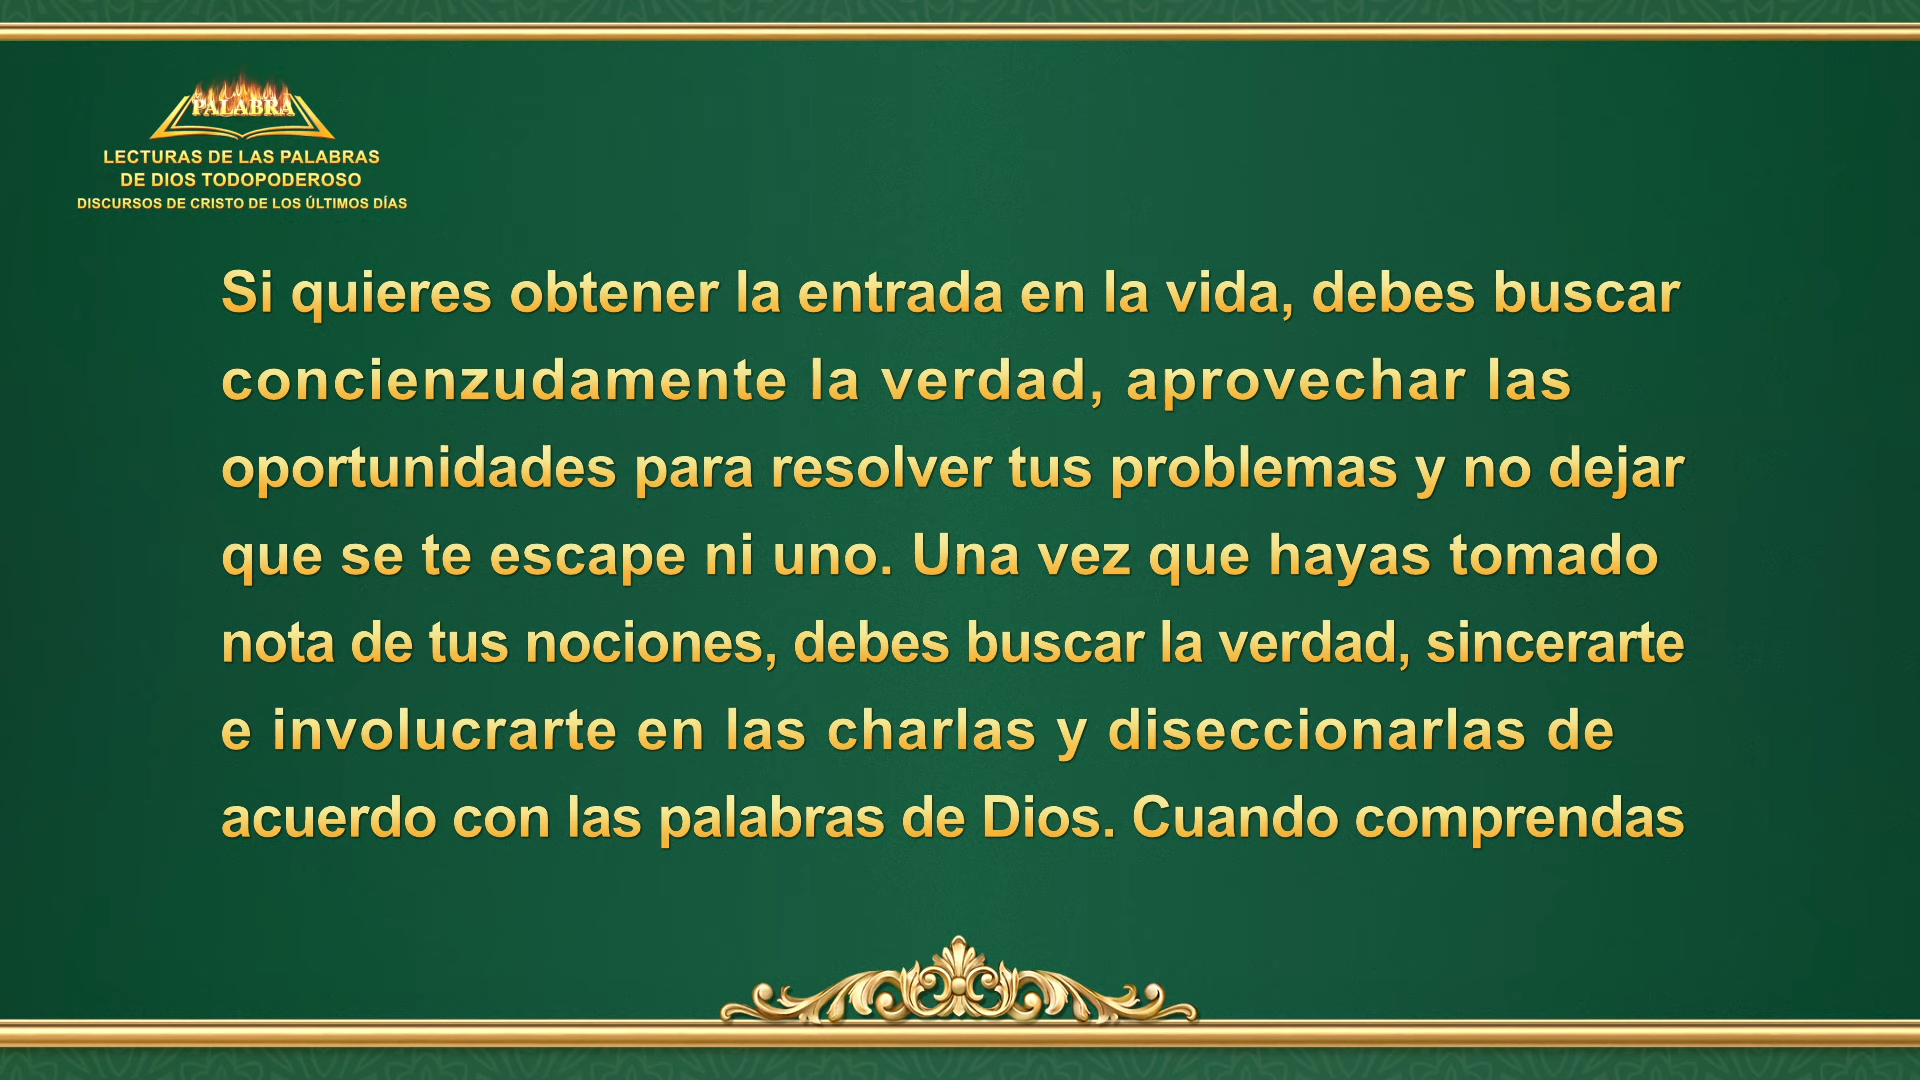 PALABRA
LECTURAS DE LAS PALABRAS
DE DIOS TODOPODEROSO
DISCURSOS DE CRISTO DE LOS ÚLTIMOS DÍAS
Si quieres obtener la entrada en la vida, debes buscar
concienzudamente la verdad, aprovechar las
oportunidades para resolver tus problemas y no dejar
que se te escape ni uno. Una vez que hayas tomado
nota de tus nociones, debes buscar la verdad, sincerarte
e involucrarte en las charlas y diseccionarlas de
acuerdo con las palabras de Dios. Cuando comprendas